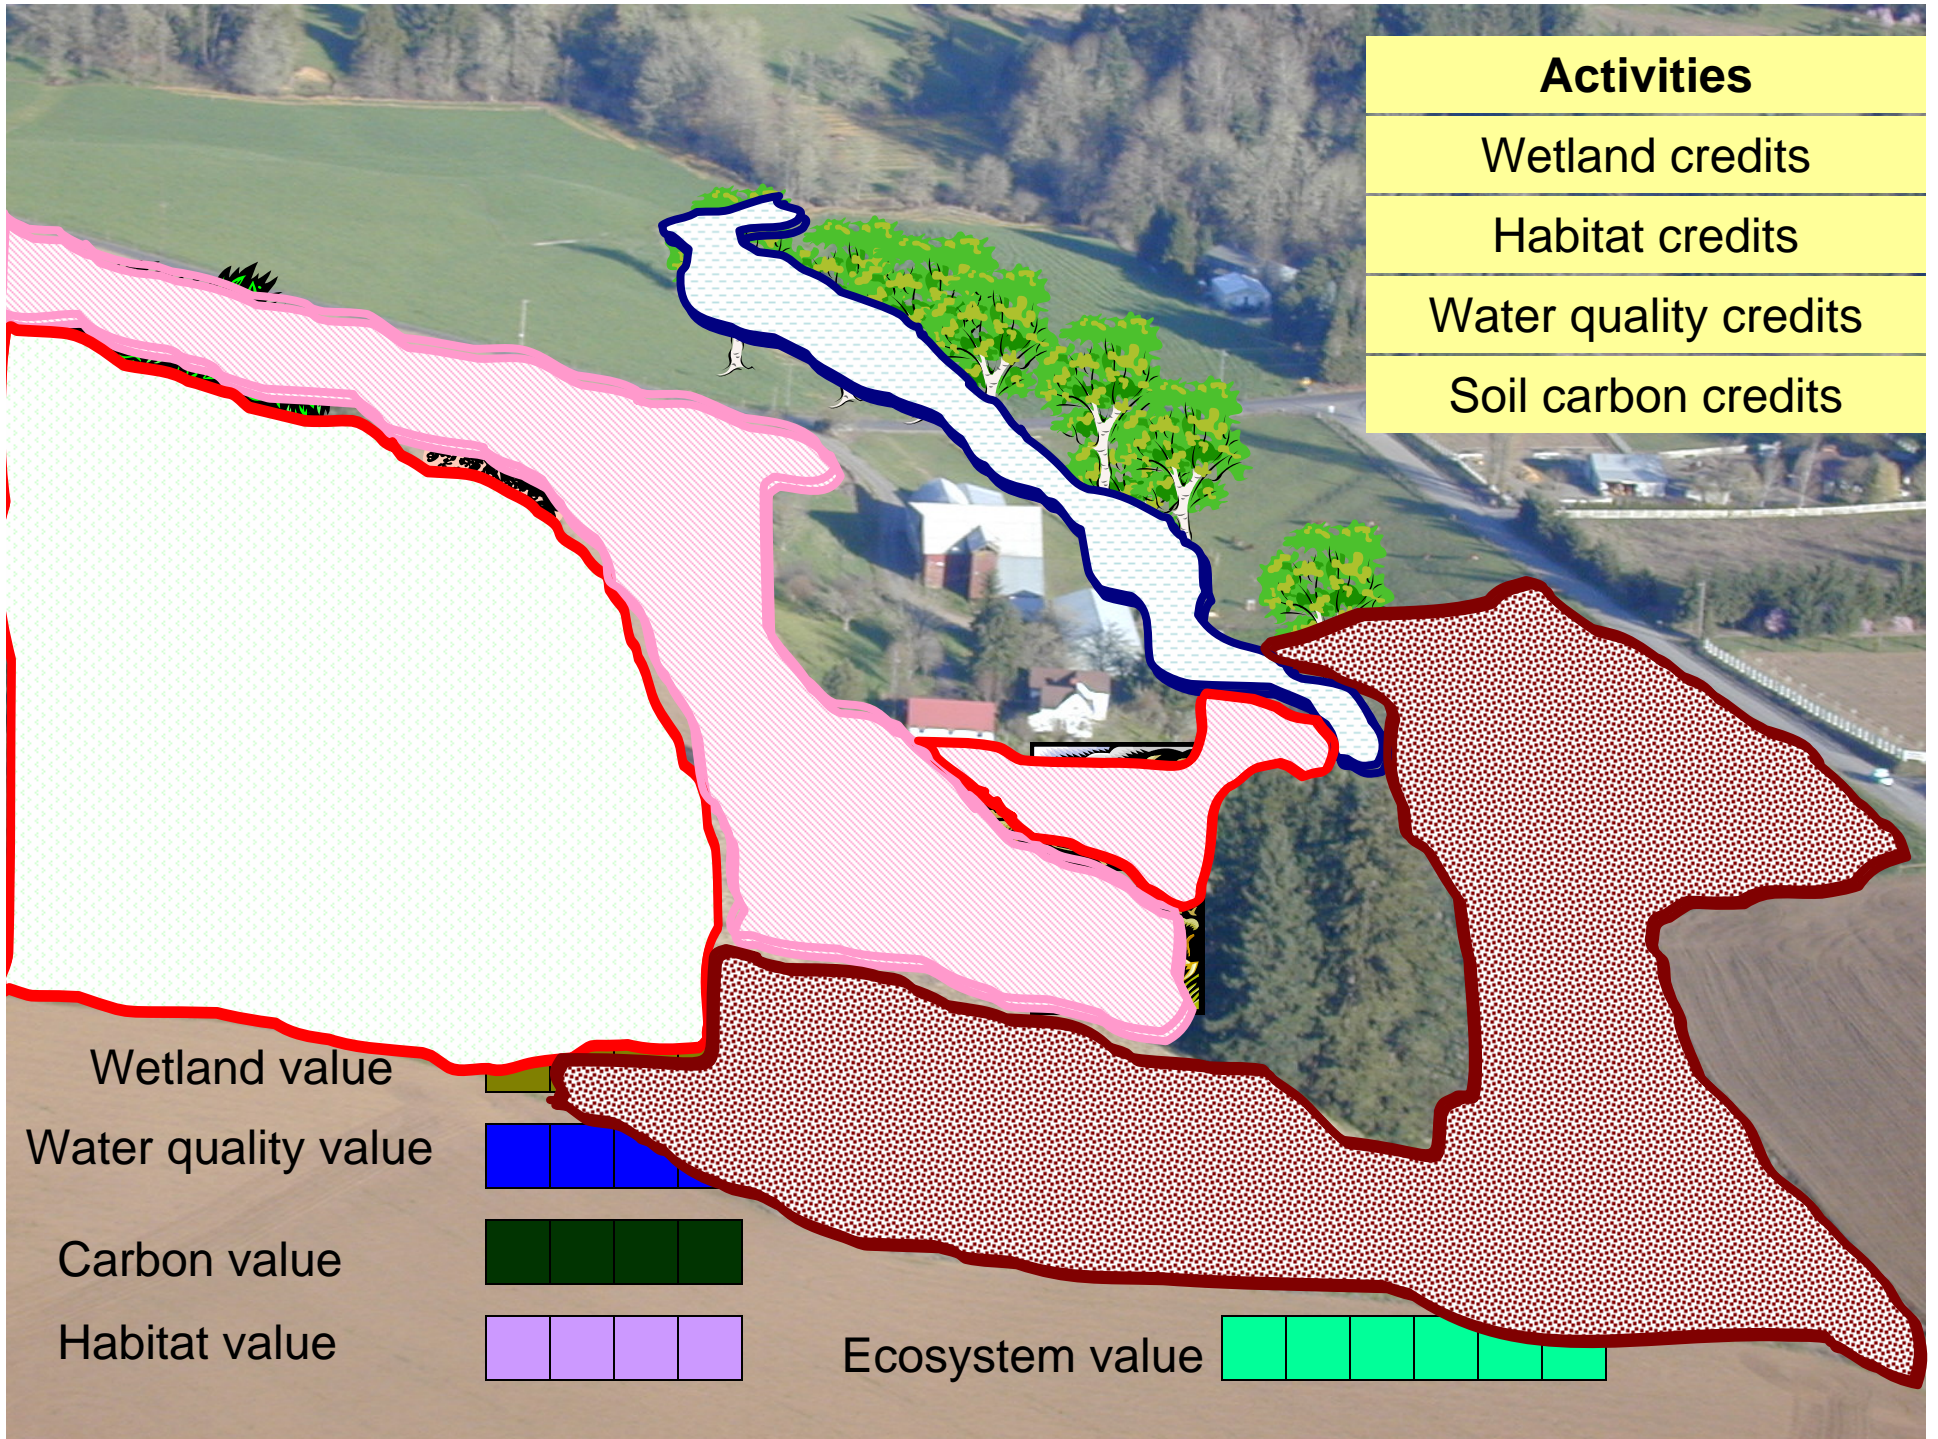 Activities
Wetland credits
Habitat credits
Water quality credits
Soil carbon credits
Wetland value
Water quality value
Carbon value
Habitat value
Ecosystem value